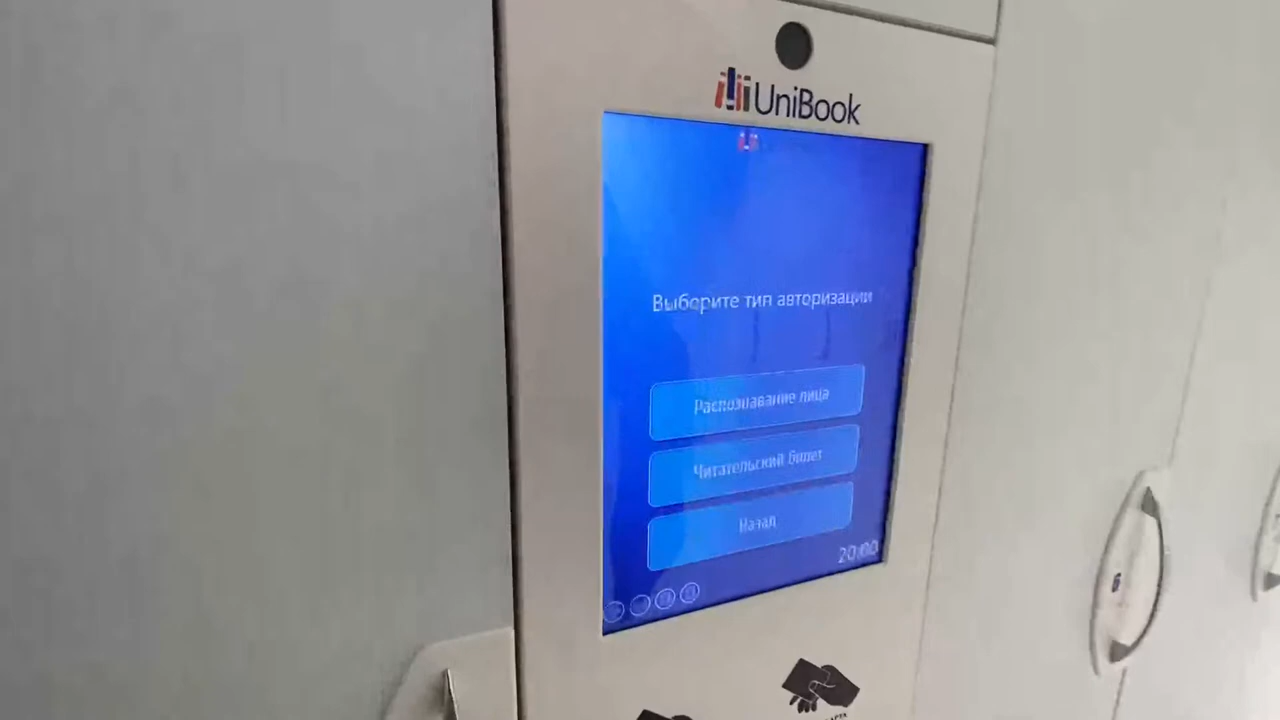 UniBook
Выберите тип авторизации
Распознавание лица
Читательский билет
Назад
20:00